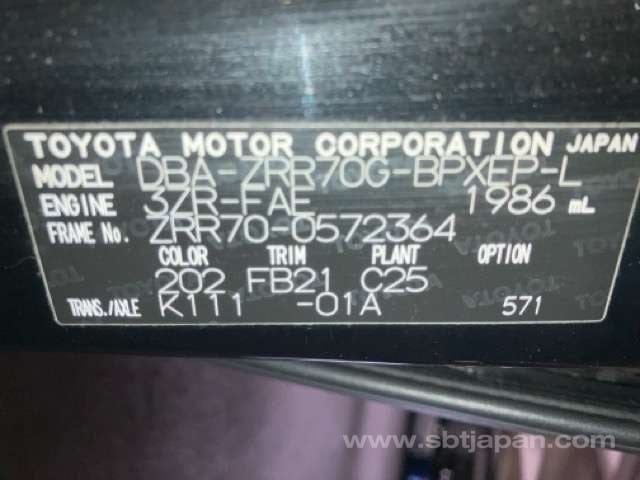 TOYOTA MOTOR CORPORATION JAPAN
MODEL DBA-ZRR70G-BPXEP-L
ENGINE 3ZR-FAE 1986 mL
FRAME No. ZRR70-0572364
COLOR TRIM PLANT OPTION
202 FB21 C25
TRANS./AXLE K111 -01A 571
www.sbtjapan.com